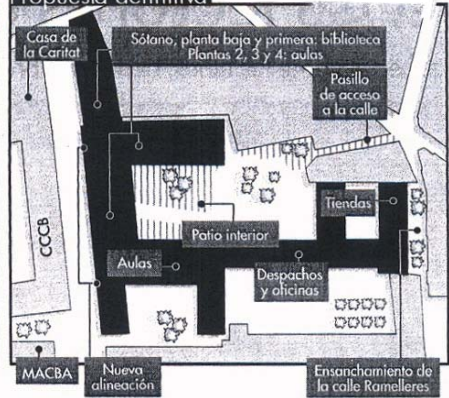 Propuesta definitiva
Casa de
la Caritat
Sótano, planta baja y primera: biblioteca
Plantas 2, 3 y 4: aulas
Pasillo
de acceso
a la calle
CCCB
Tiendas
Patio interior
Aulas
Despachos
y oficinas
MACBA
Nueva
alineación
Ensanchamiento de
la calle Ramelleres